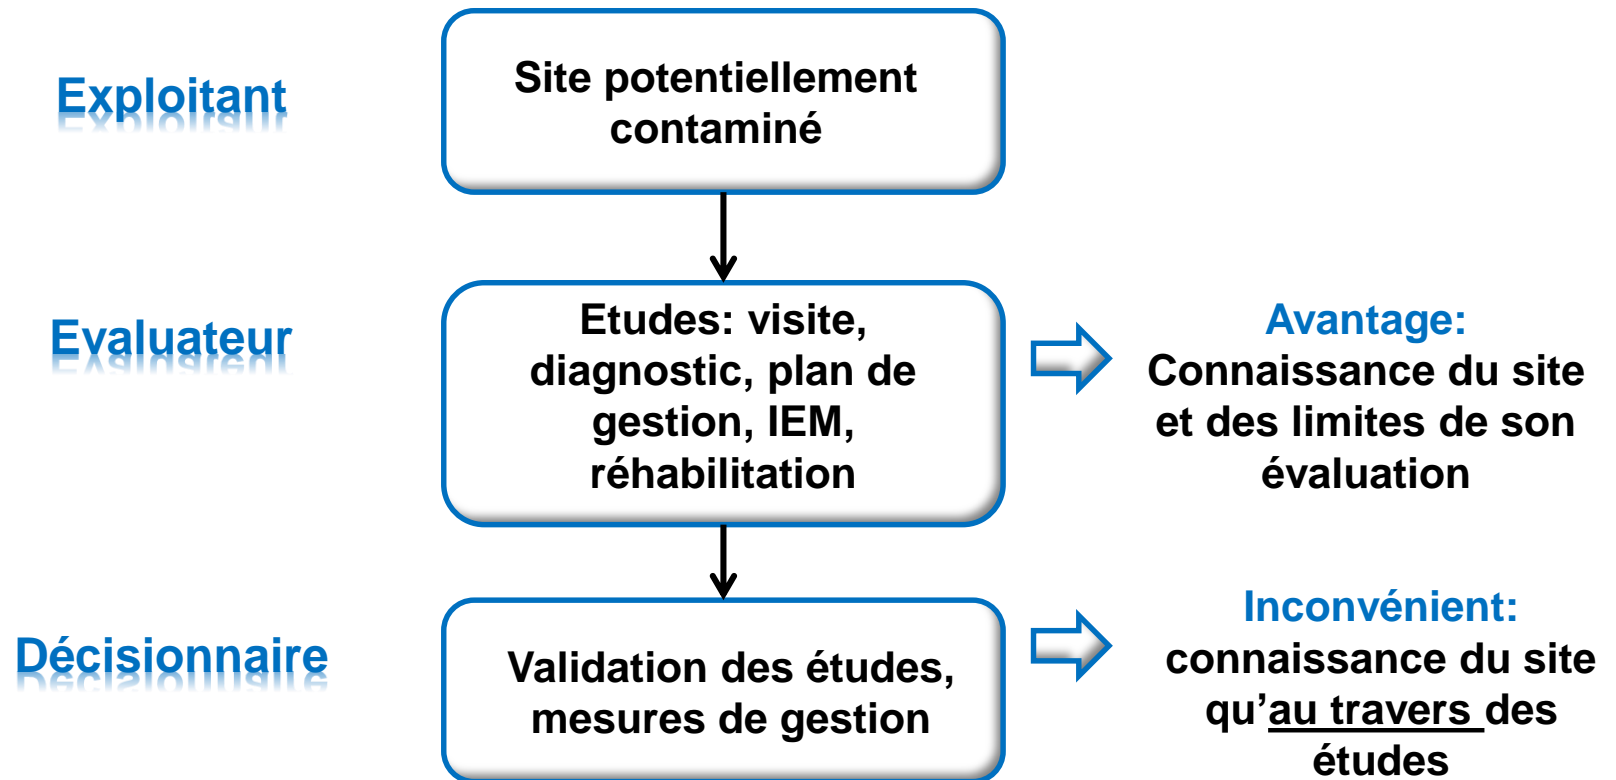 Exploitant
Site potentiellement
contaminé
Evaluateur
Etudes: visite,
diagnostic, plan de
gestion, IEM,
réhabilitation
Avantage:
Connaissance du site
et des limites de son
évaluation
Décisionnaire
Validation des études,
mesures de gestion
Inconvénient:
connaissance du site
qu’au travers des
études